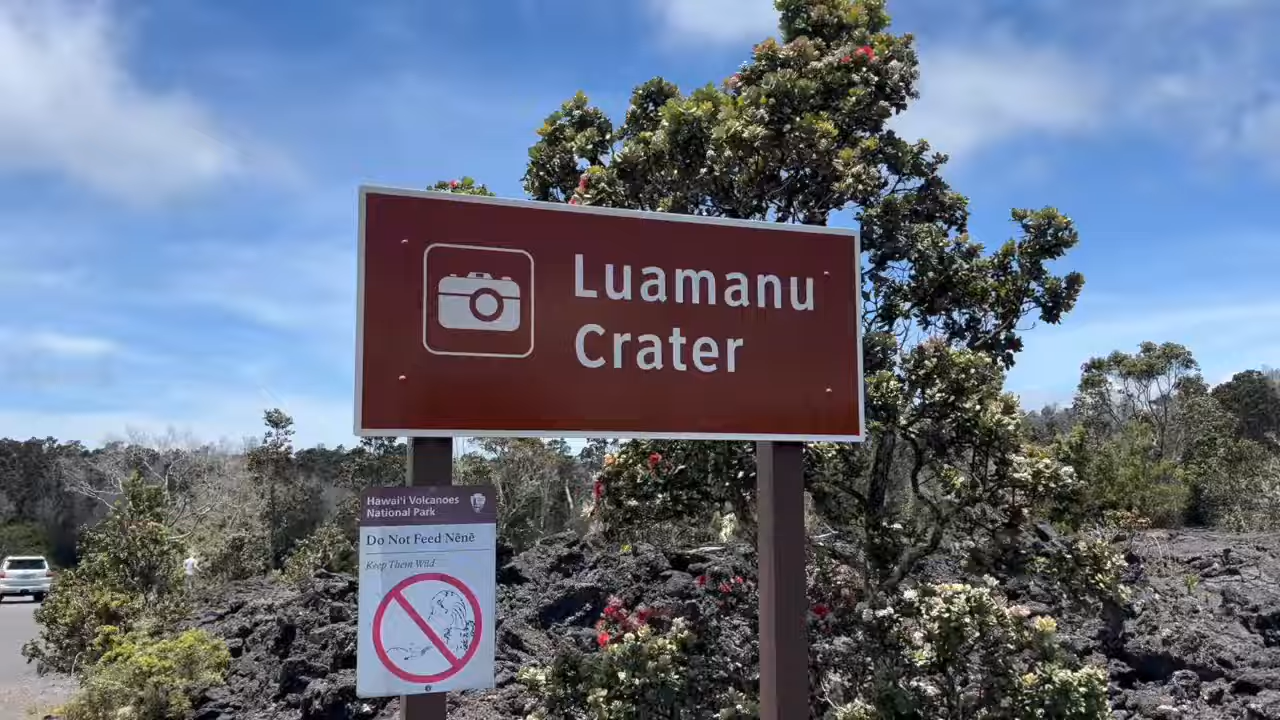 Luamanu
Crater
Hawai'i Volcanoes
National Park
Do Not Feed Nēnē
Keep Them Wild